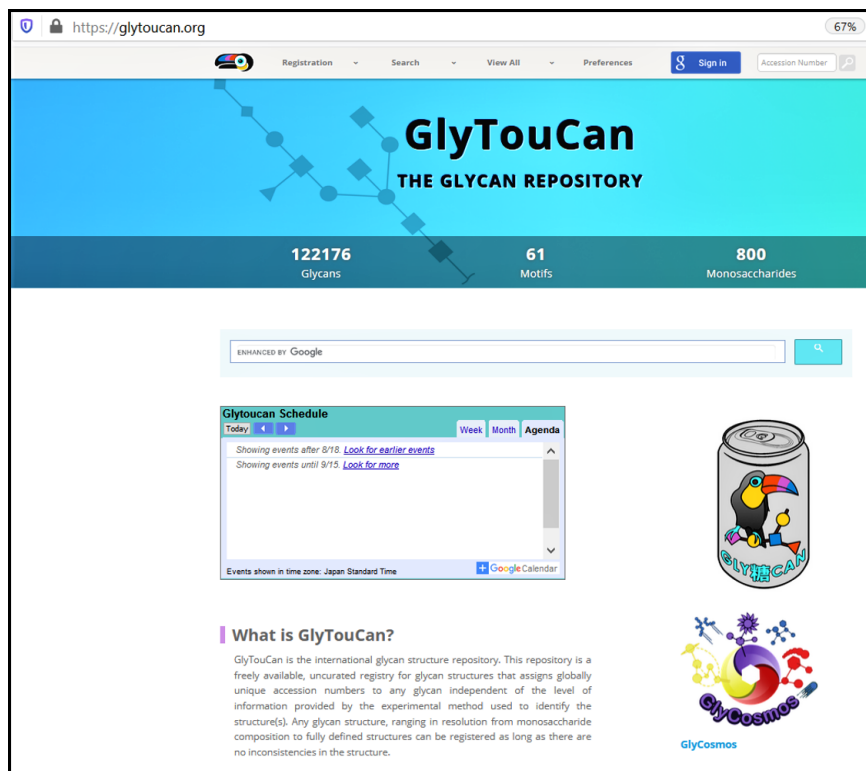 https://glytoucan.org
67%
Registration
Search
View All
Preferences
8 Sign in
Accession Number
GlyTouCan
THE GLYCAN REPOSITORY
122176
61
800
Glycans
Motifs
Monosaccharides
ENHANCED BY Google
Glytoucan Schedule
Today
Week Month Agenda
Showing events after 8/18. Look for earlier events
Showing events until 9/15. Look for more
Events shown in time zone: Japan Standard Time
Google Calendar
GLY糖CAN
What is GlyTouCan?
GlyTouCan is the international glycan structure repository. This repository is a
freely available, uncurated registry for glycan structures that assigns globally
unique accession numbers to any glycan independent of the level of
information provided by the experimental method used to identify the
structure(s). Any glycan structure, ranging in resolution from monosaccharide
composition to fully defined structures can be registered as long as there are
no inconsistencies in the structure.
GlyCosmos
GlyCosmos